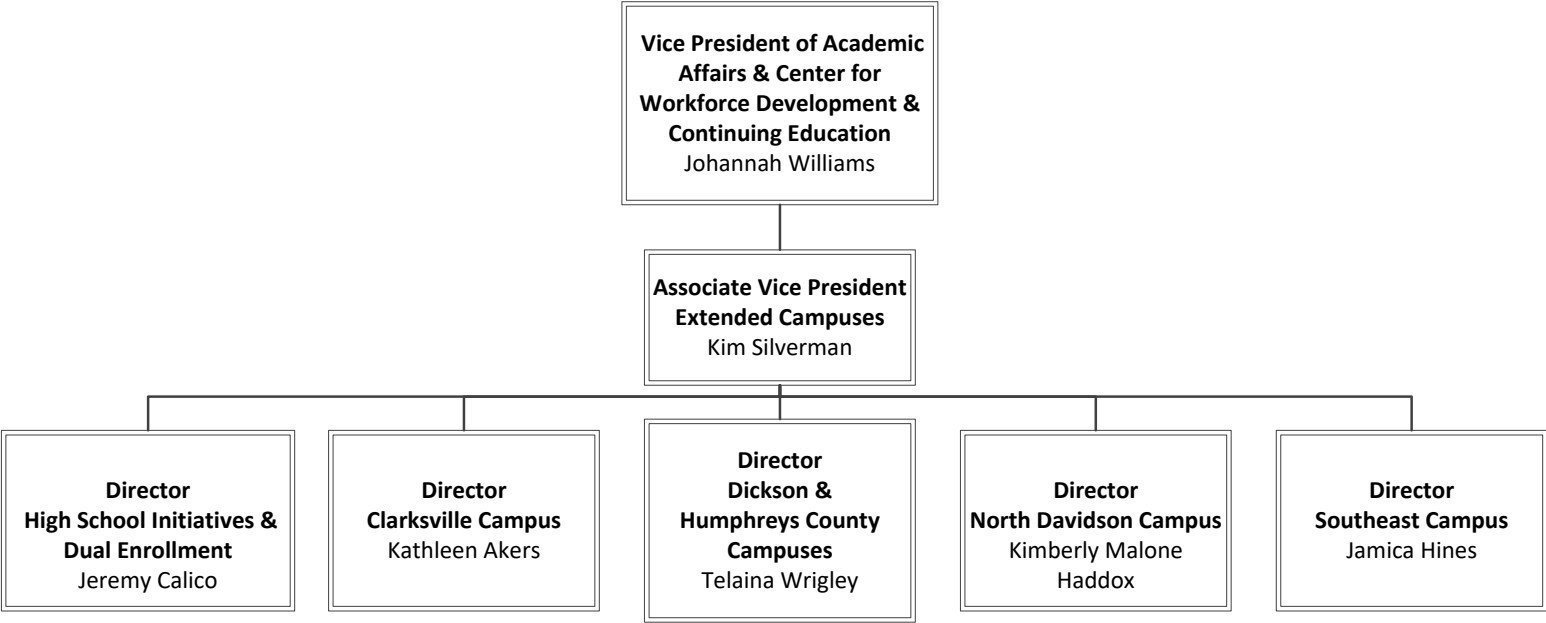 Vice President of Academic
Affairs & Center for
Workforce Development &
Continuing Education
Johannah Williams
Associate Vice President
Extended Campuses
Kim Silverman
Director
High School Initiatives &
Dual Enrollment
Jeremy Calico
Director
Clarksville Campus
Kathleen Akers
Director
Dickson &
Humphreys County
Campuses
Telaina Wrigley
Director
North Davidson Campus
Kimberly Malone
Haddox
Director
Southeast Campus
Jamica Hines